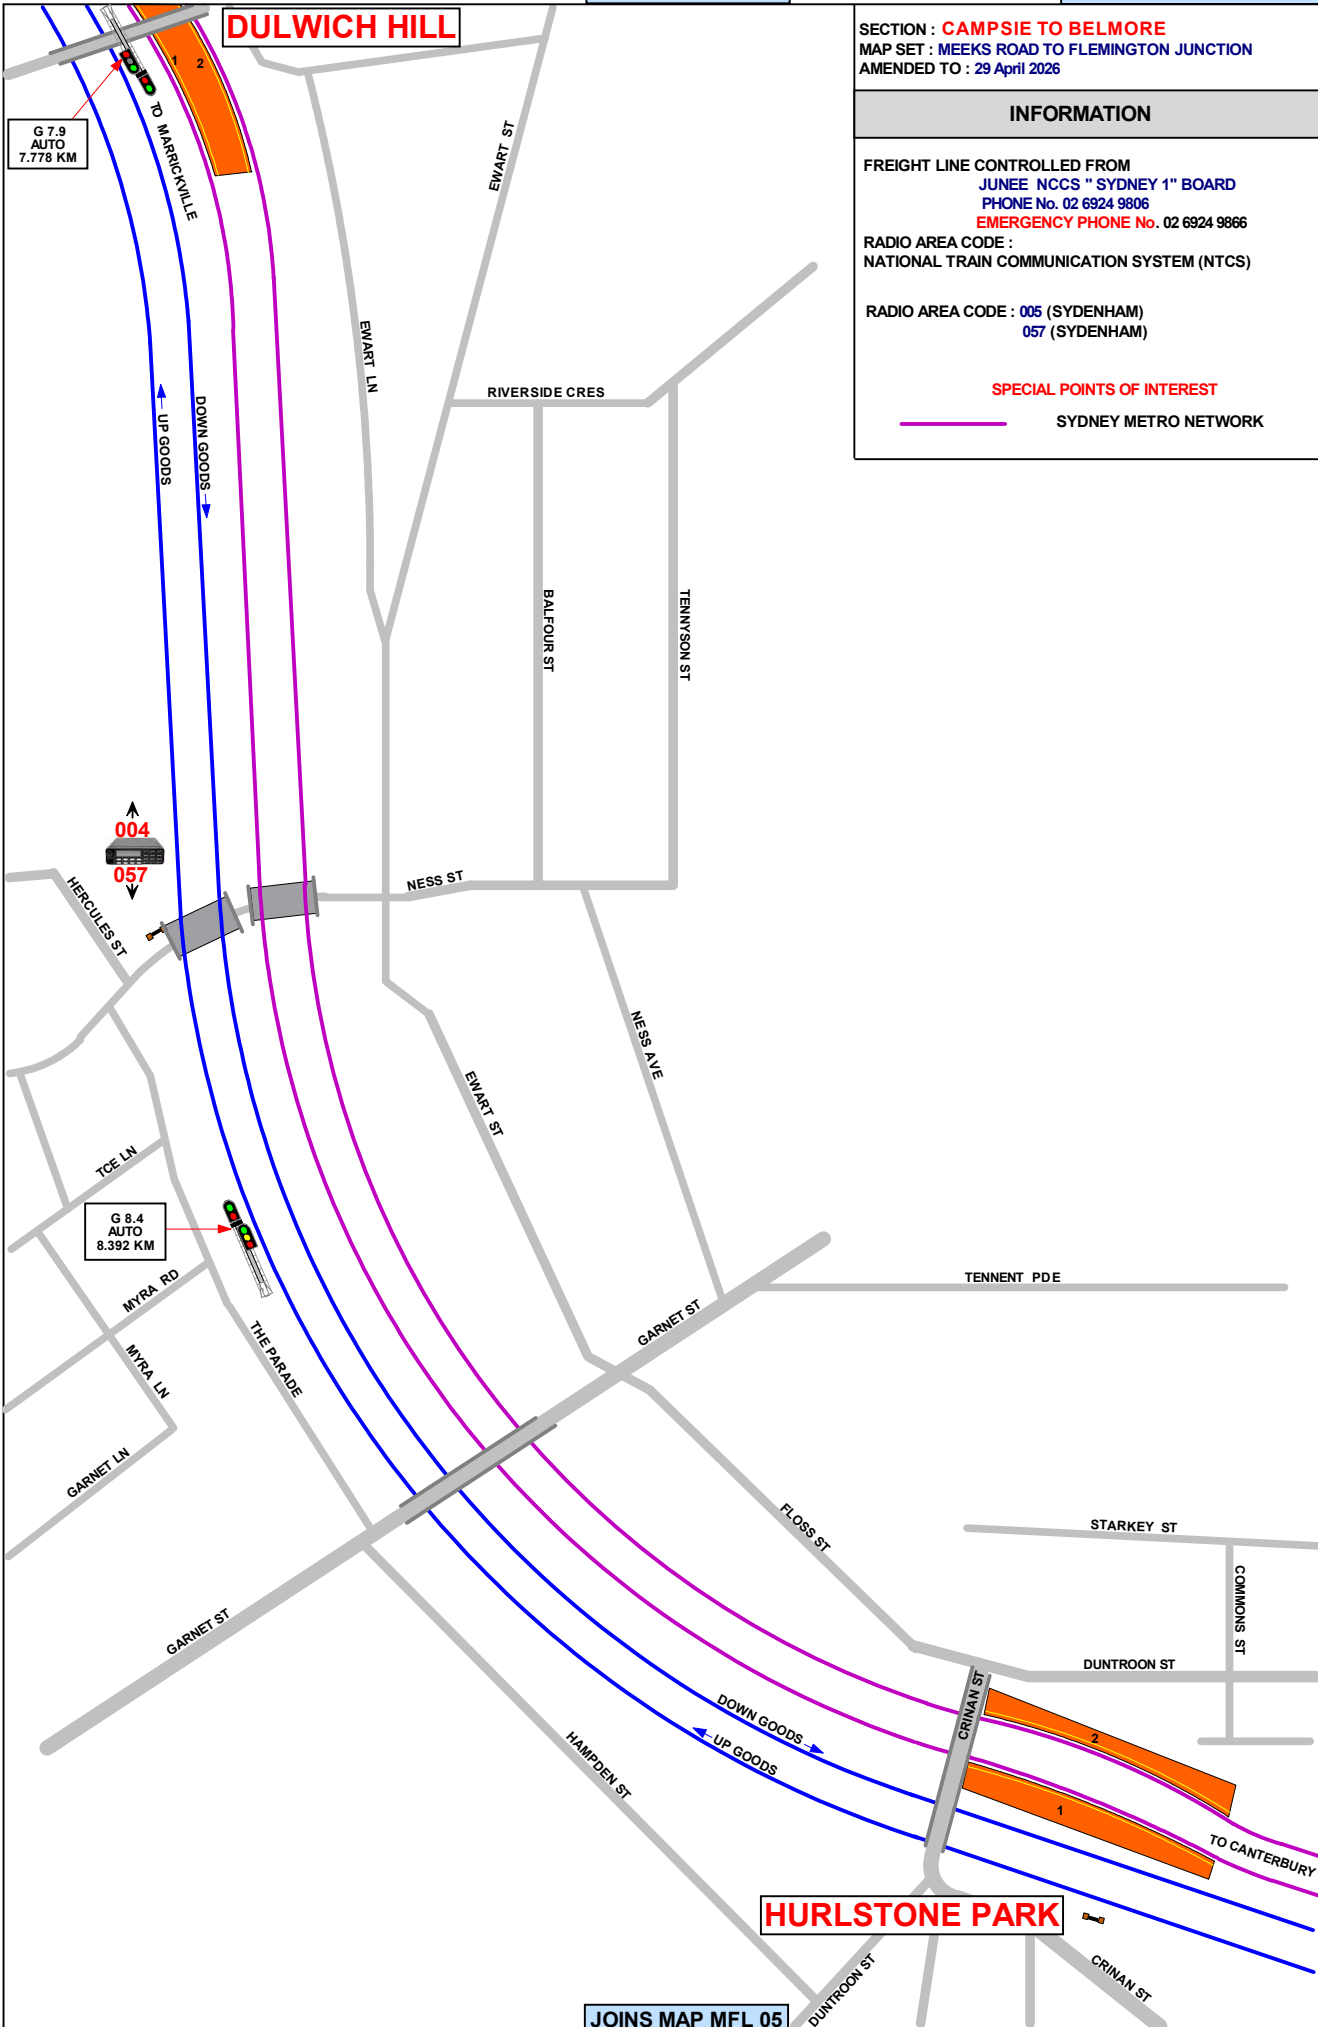 DULWICH HILL
SECTION : CAMPSIE TO BELMORE
MAP SET : MEEKS ROAD TO FLEMINGTON JUNCTION
AMENDED TO : 29 April 2026
INFORMATION
FREIGHT LINE CONTROLLED FROM
JUNEE NCCS " SYDNEY 1" BOARD
PHONE No. 02 6924 9806
EMERGENCY PHONE No. 02 6924 9866
RADIO AREA CODE :
NATIONAL TRAIN COMMUNICATION SYSTEM (NTCS)
RADIO AREA CODE : 005 (SYDENHAM)
057 (SYDENHAM)
SPECIAL POINTS OF INTEREST
SYDNEY METRO NETWORK
1
2
G 7.9
AUTO
7.778 KM
TO MARRICKVILLE
EWART ST
EWART LN
RIVERSIDE CRES
UP GOODS
DOWN GOODS
BALFOUR ST
TENNYSON ST
004
057
HERCULES ST
NESS ST
NESS AVE
EWART ST
TCE LN
G 8.4
AUTO
8.392 KM
MYRA RD
MYRA LN
THE PARADE
GARNET LN
GARNET ST
TENNENT PDE
FLOSS ST
STARKEY ST
COMMONS ST
GARNET ST
DUNTROON ST
CRINAN ST
DOWN GOODS
UP GOODS
HAMPDEN ST
2
1
TO CANTERBURY
HURLSTONE PARK
DUNTROON ST
CRINAN ST
JOINS MAP MFL 05